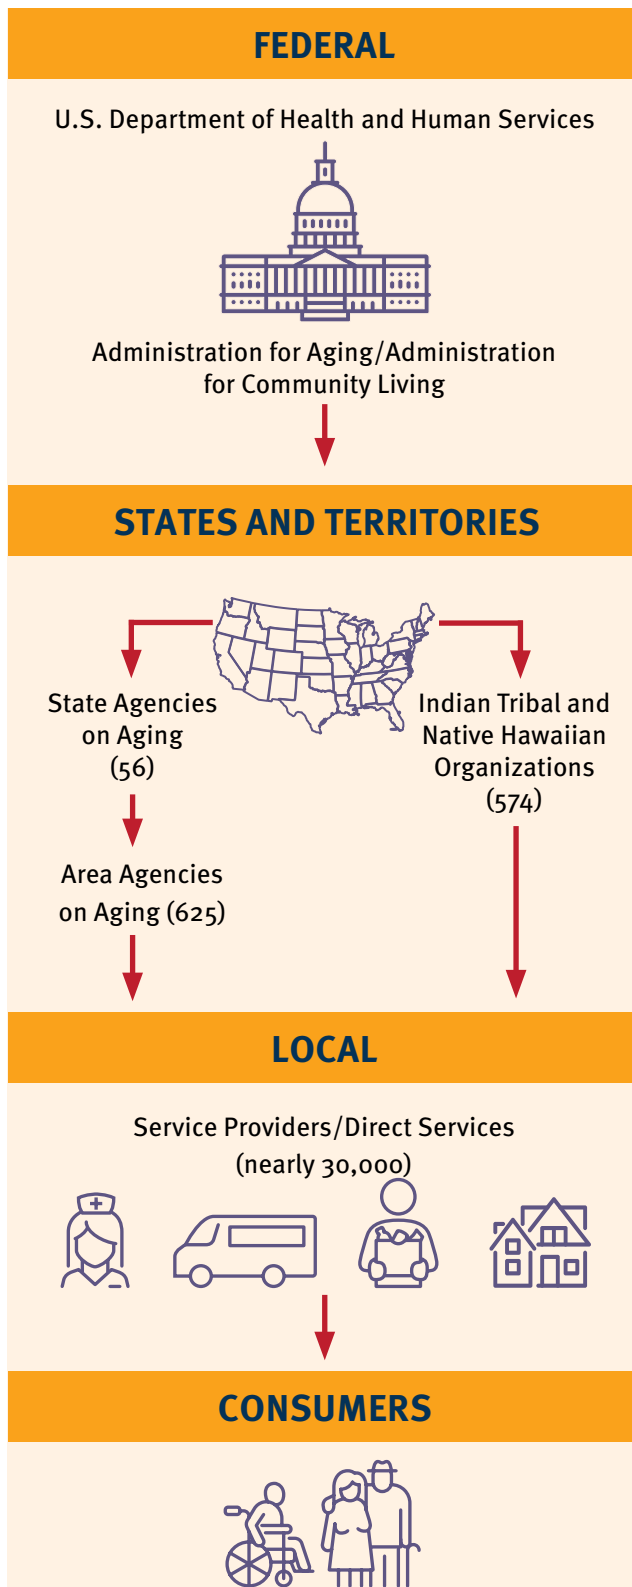 FEDERAL
U.S. Department of Health and Human Services
Administration for Aging/Administration
for Community Living
STATES AND TERRITORIES
State Agencies
on Aging
(56)
Indian Tribal and
Native Hawaiian
Organizations
(574)
Area Agencies
on Aging (625)
LOCAL
Service Providers/Direct Services
(nearly 30,000)
CONSUMERS